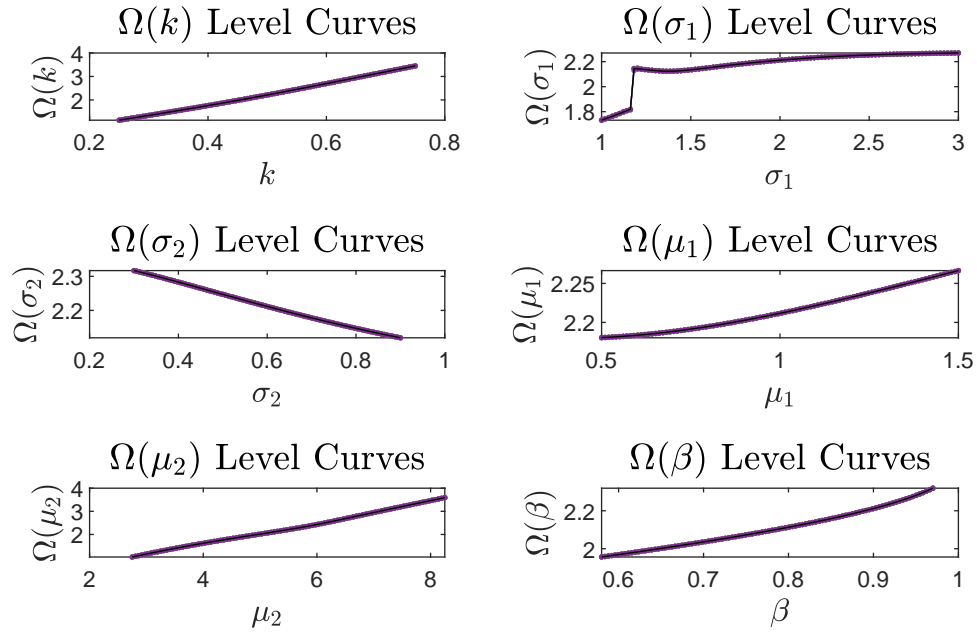 Ω(k) Level Curves
Ω(k)
4
3
2
0.2 0.4 0.6 0.8
k
Ω(σ₁) Level Curves
Ω(σ₁)
2.2
1.8
1 1.5 2 2.5 3
σ₁
Ω(σ₂) Level Curves
Ω(σ₂)
2.3
2.2
0.2 0.4 0.6 0.8 1
σ₂
Ω(μ₁) Level Curves
Ω(μ₁)
2.25
2.2
0.5 1 1.5
μ₁
Ω(μ₂) Level Curves
Ω(μ₂)
4
3
2
2 4 6 8
μ₂
Ω(β) Level Curves
Ω(β)
2.2
2
0.6 0.7 0.8 0.9 1
β